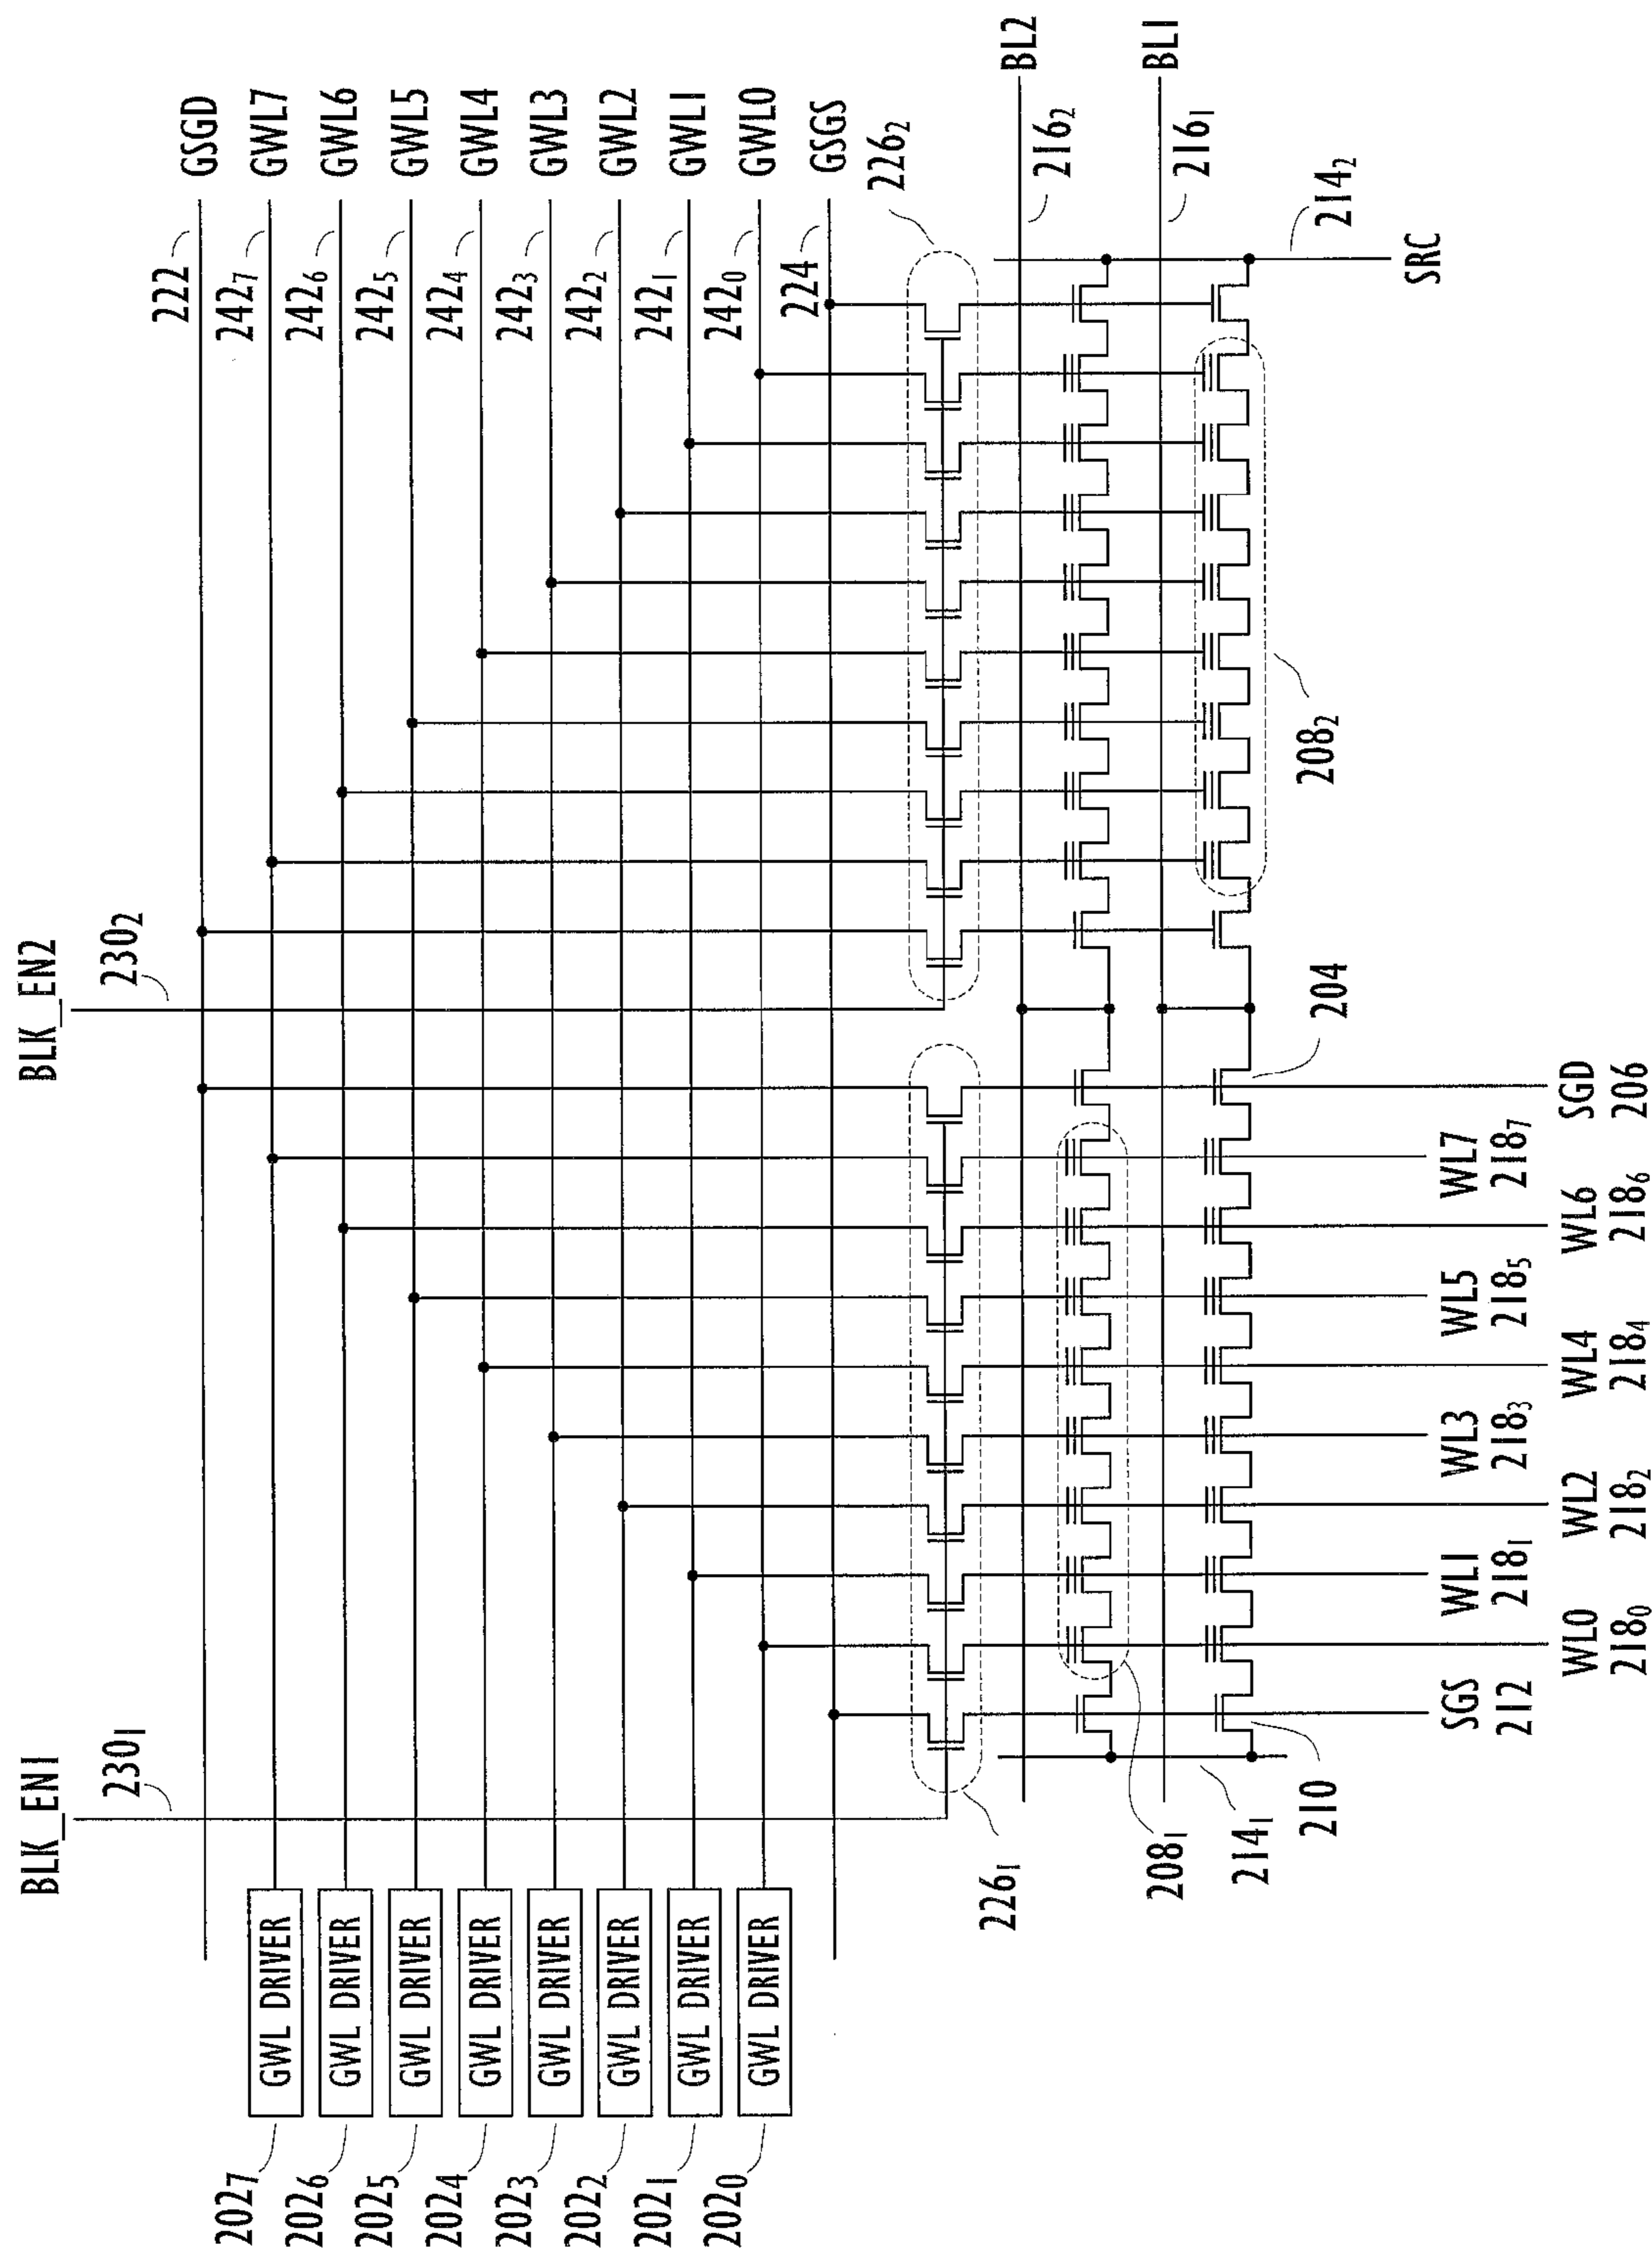 BLK_EN1
230₁
BLK_EN2
230₂
GSGD
222
GWL7
242₇
GWL6
242₆
GWL5
242₅
GWL4
242₄
GWL3
242₃
GWL2
242₂
GWL1
242₁
GWL0
242₀
GSGS
224
226₂
202₇ GWL DRIVER
202₆ GWL DRIVER
202₅ GWL DRIVER
202₄ GWL DRIVER
202₃ GWL DRIVER
202₂ GWL DRIVER
202₁ GWL DRIVER
202₀ GWL DRIVER
226₁
BL2
216₂
BL1
216₁
214₂
SRC
208₂
204
208₁
214₁
210
SGS
212
WL0
218₀
WL1
218₁
WL2
218₂
WL3
218₃
WL4
218₄
WL5
218₅
WL6
218₆
WL7
218₇
SGD
206